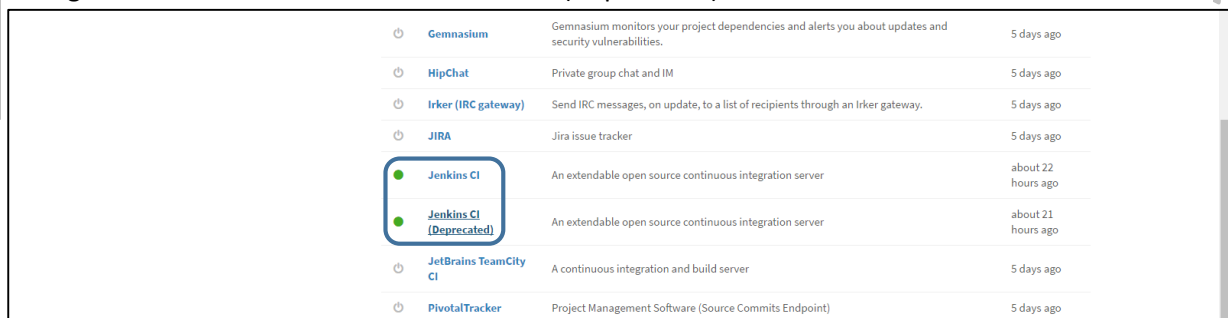 Gemnasium
Gemnasium monitors your project dependencies and alerts you about updates and
security vulnerabilities.
5 days ago
HipChat
Private group chat and IM
5 days ago
Irker (IRC gateway)
Send IRC messages, on update, to a list of recipients through an Irker gateway.
5 days ago
JIRA
Jira issue tracker
5 days ago
Jenkins CI
An extendable open source continuous integration server
about 22
hours ago
Jenkins CI
(Deprecated)
An extendable open source continuous integration server
about 21
hours ago
JetBrains TeamCity
CI
A continuous integration and build server
5 days ago
PivotalTracker
Project Management Software (Source Commits Endpoint)
5 days ago